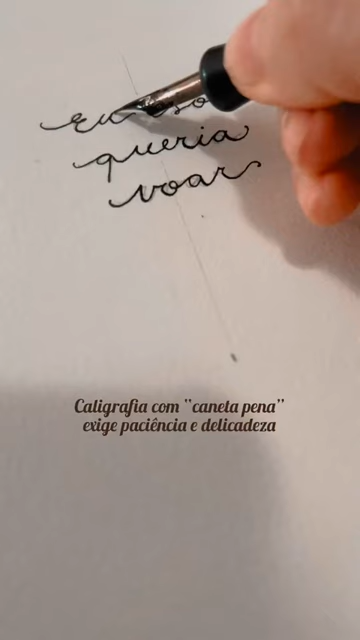 Eu
queria
voar
Caligrafia com "caneta pena"
exige paciência e delicadeza